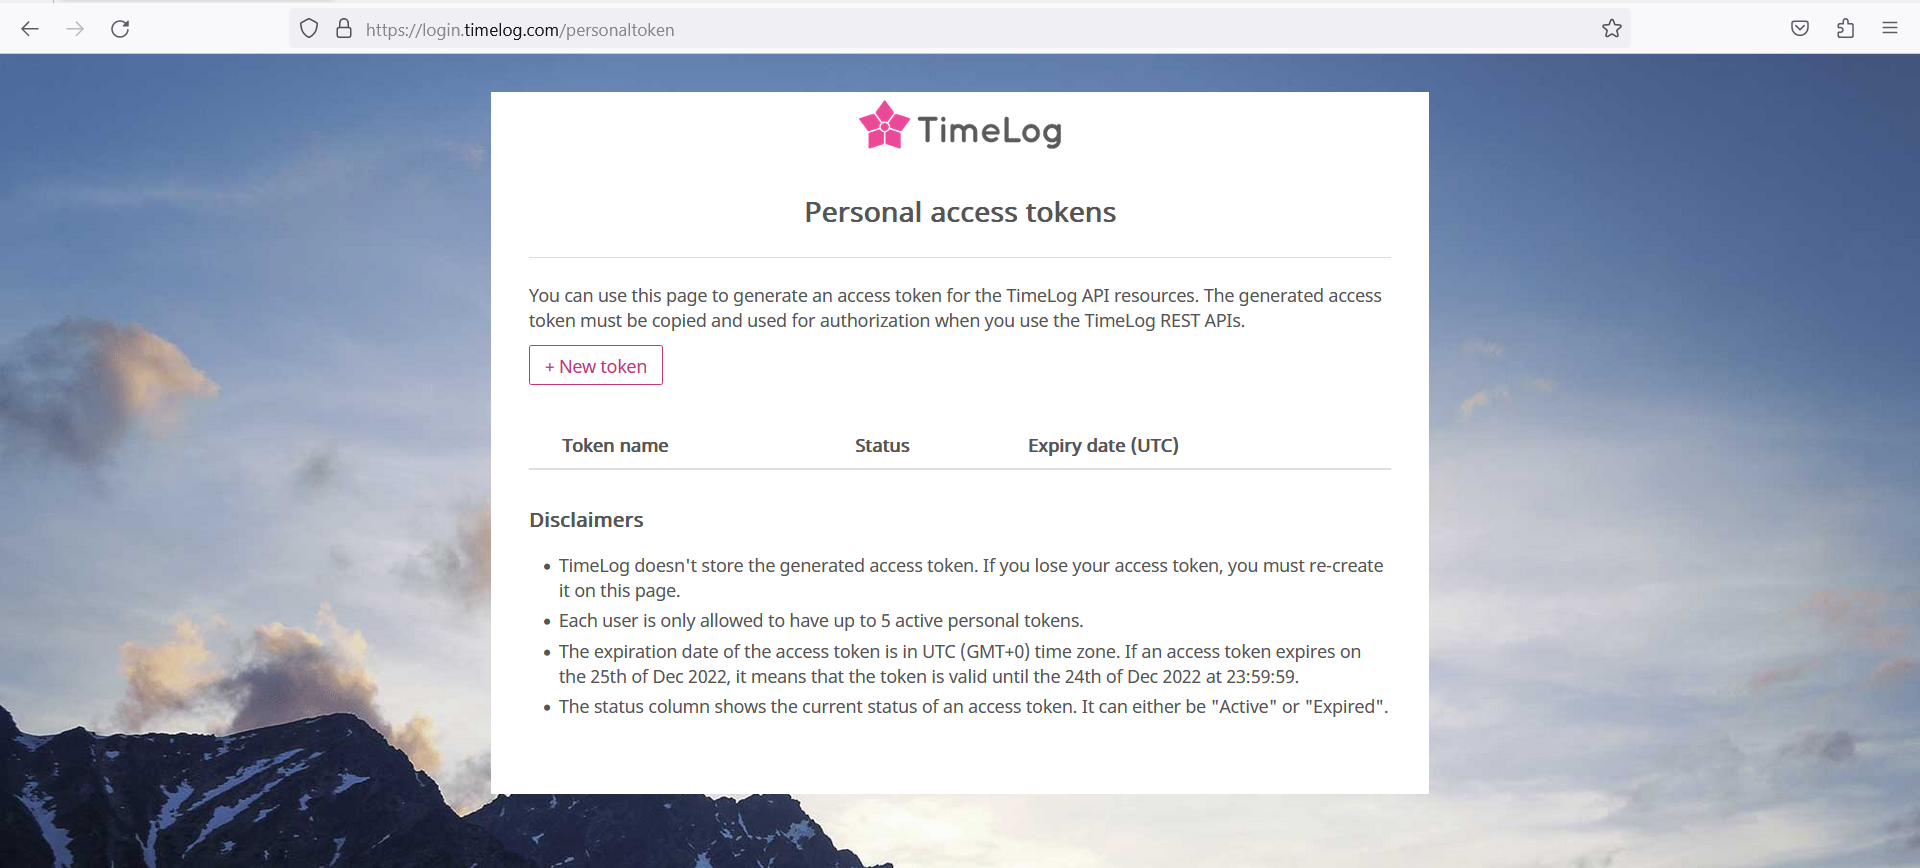 https://login.timelog.com/personaltoken
TimeLog
Personal access tokens
You can use this page to generate an access token for the TimeLog API resources. The generated access
token must be copied and used for authorization when you use the TimeLog REST APIs.
+ New token
Token name Status Expiry date (UTC)
Disclaimers
• TimeLog doesn't store the generated access token. If you lose your access token, you must re-create
it on this page.
• Each user is only allowed to have up to 5 active personal tokens.
• The expiration date of the access token is in UTC (GMT+0) time zone. If an access token expires on
the 25th of Dec 2022, it means that the token is valid until the 24th of Dec 2022 at 23:59:59.
• The status column shows the current status of an access token. It can either be "Active" or "Expired".